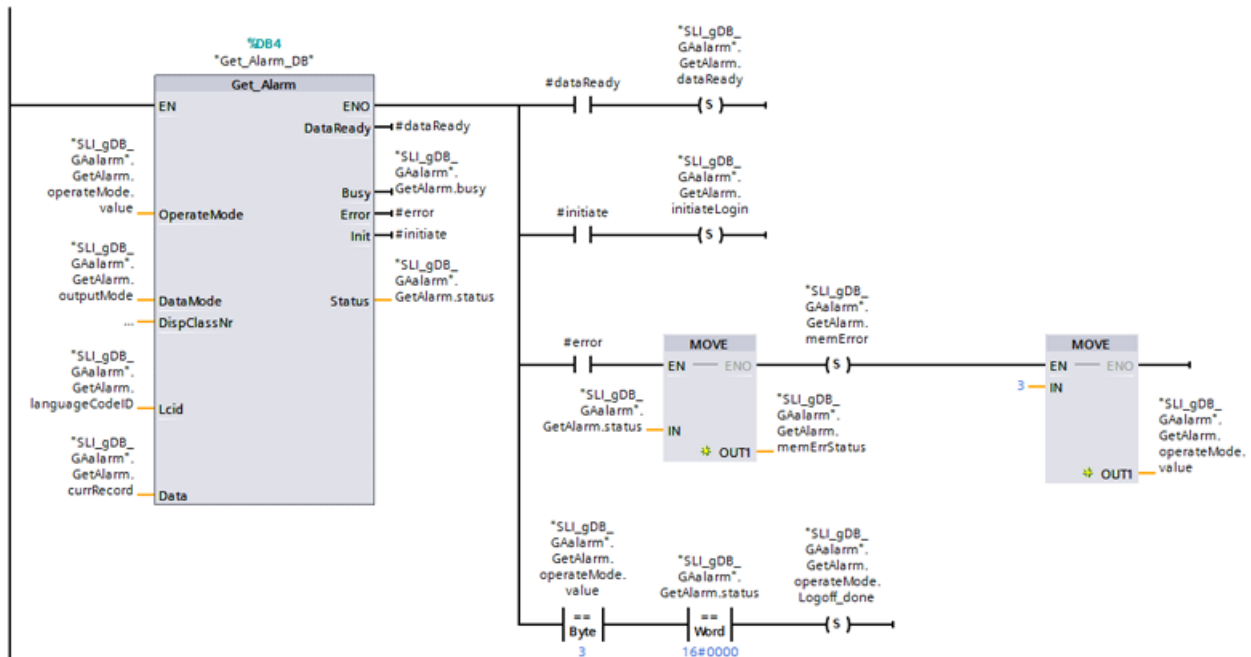 %DB4
"Get_Alarm_DB"
Get_Alarm
EN
ENO
DataReady
#dataReady
"SLI_gDB_
GAalarm".
GetAlarm.
operateMode.
value
OperateMode
"SLI_gDB_
GAalarm".
GetAlarm.busy
Busy
Error
#error
Init
#initiate
"SLI_gDB_
GAalarm".
GetAlarm.
outputMode
DataMode
"SLI_gDB_
GAalarm".
GetAlarm.status
Status
...
DispClassNr
"SLI_gDB_
GAalarm".
GetAlarm.
languageCodeID
Lcid
"SLI_gDB_
GAalarm".
GetAlarm.
currRecord
Data
#dataReady
"SLI_gDB_
GAalarm".
GetAlarm.
dataReady
S
#initiate
"SLI_gDB_
GAalarm".
GetAlarm.
initiateLogin
S
#error
MOVE
EN
ENO
"SLI_gDB_
GAalarm".
GetAlarm.status
IN
OUT1
"SLI_gDB_
GAalarm".
GetAlarm.
memErrStatus
"SLI_gDB_
GAalarm".
GetAlarm.
memError
S
MOVE
EN
ENO
3
IN
OUT1
"SLI_gDB_
GAalarm".
GetAlarm.
operateMode.
value
"SLI_gDB_
GAalarm".
GetAlarm.
operateMode.
value
==
Byte
3
"SLI_gDB_
GAalarm".
GetAlarm.status
==
Word
16#0000
"SLI_gDB_
GAalarm".
GetAlarm.
operateMode.
Logoff_done
S